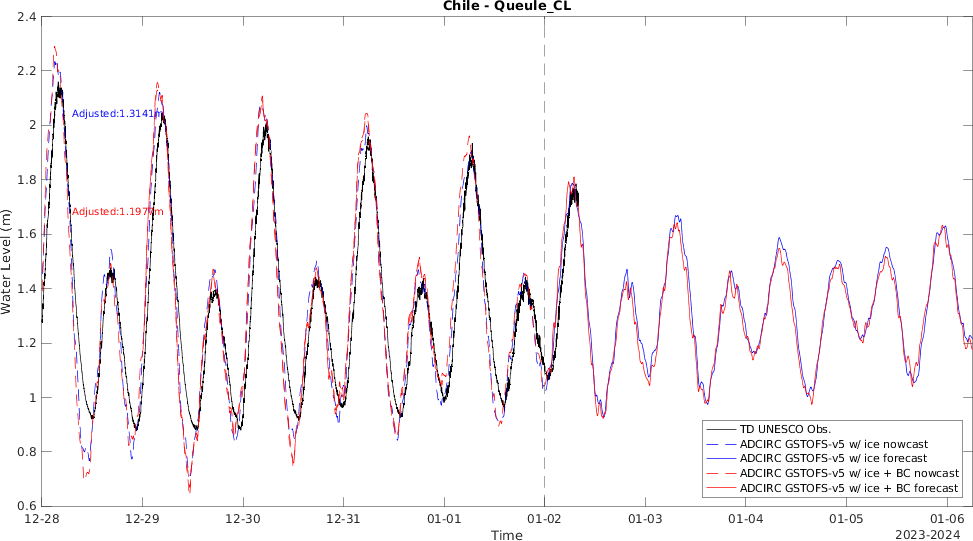 Chile - Queule_CL
2.4
2.2
2
1.8
1.6
1.4
1.2
1
0.8
0.6
Water Level (m)
Adjusted:1.3141m
Adjusted:1.1977m
TD UNESCO Obs.
ADCIRC GSTOFS-v5 w/ ice nowcast
ADCIRC GSTOFS-v5 w/ ice forecast
ADCIRC GSTOFS-v5 w/ ice + BC nowcast
ADCIRC GSTOFS-v5 w/ ice + BC forecast
12-28 12-29 12-30 12-31 01-01 01-02 01-03 01-04 01-05 01-06
Time
2023-2024